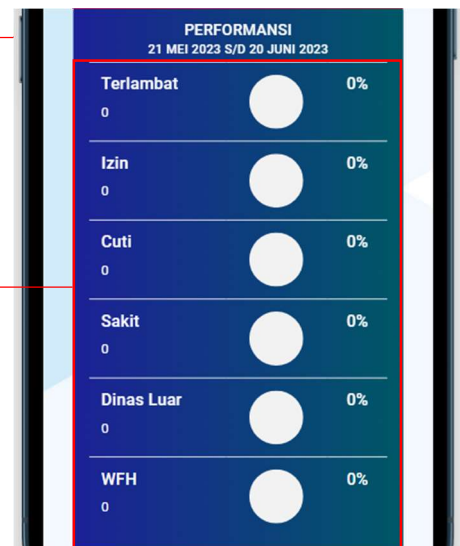 PERFORMANSI
21 MEI 2023 S/D 20 JUNI 2023
Terlambat 0%
0
Izin 0%
0
Cuti 0%
0
Sakit 0%
0
Dinas Luar 0%
0
WFH 0%
0